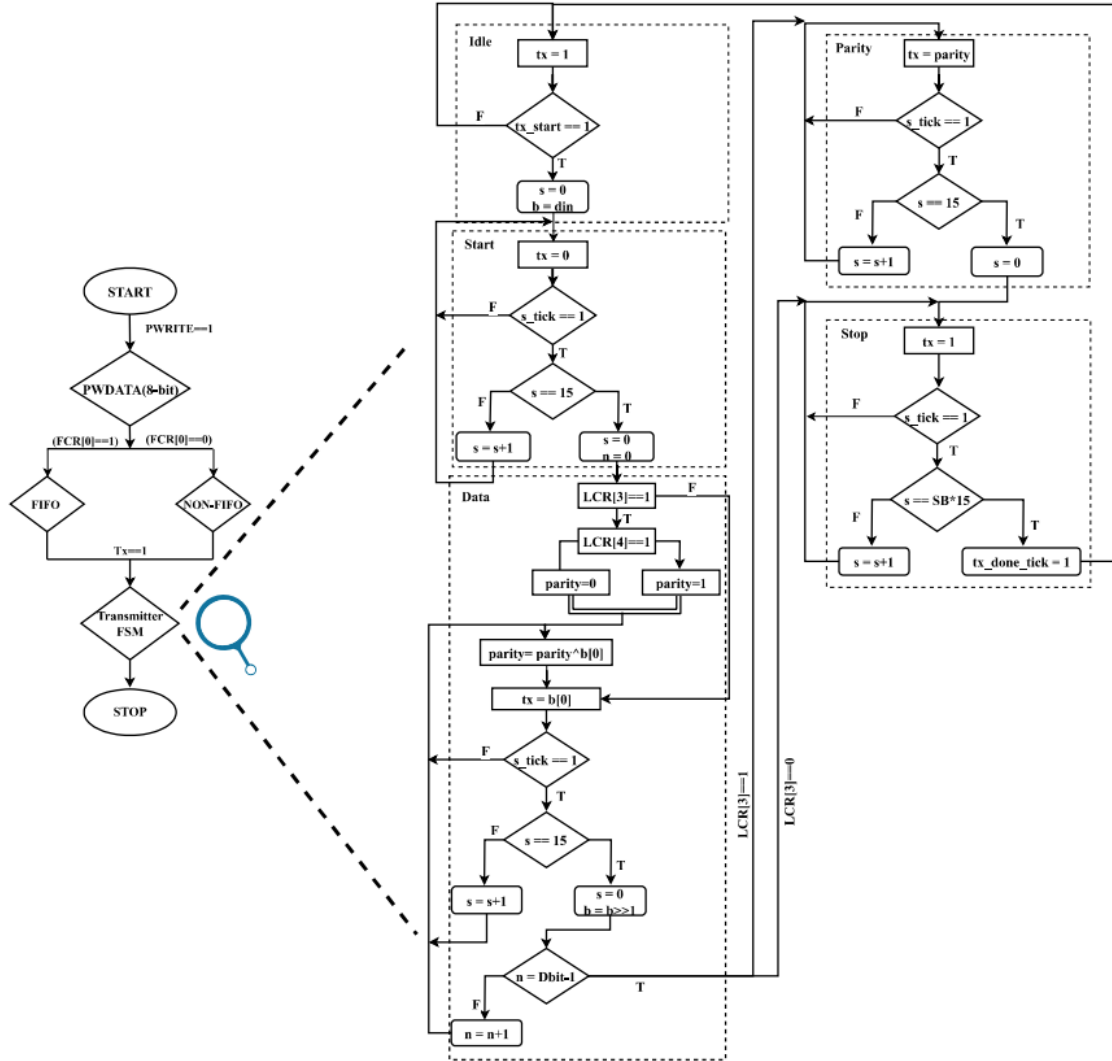 START
PWRITE==1
PWDATA(8-bit)
(FCR[0]==1)
(FCR[0]==0)
FIFO
NON-FIFO
Tx==1
Transmitter
FSM
STOP
Idle
tx = 1
tx_start == 1
F
T
s = 0
b = din
Start
tx = 0
s_tick == 1
F
T
s == 15
F
T
s = s+1
s = 0
n = 0
Data
LCR[3]==1
F
T
LCR[4]==1
parity=0
parity=1
parity= parity^b[0]
tx = b[0]
s_tick == 1
F
T
s == 15
F
T
s = s+1
s = 0
b = b>>1
n = Dbit-1
F
T
n = n+1
LCR[3]==1
LCR[3]==0
Parity
tx = parity
s_tick == 1
F
T
s == 15
F
T
s = s+1
s = 0
Stop
tx = 1
s_tick == 1
F
T
s == SB*15
F
T
s = s+1
tx_done_tick = 1